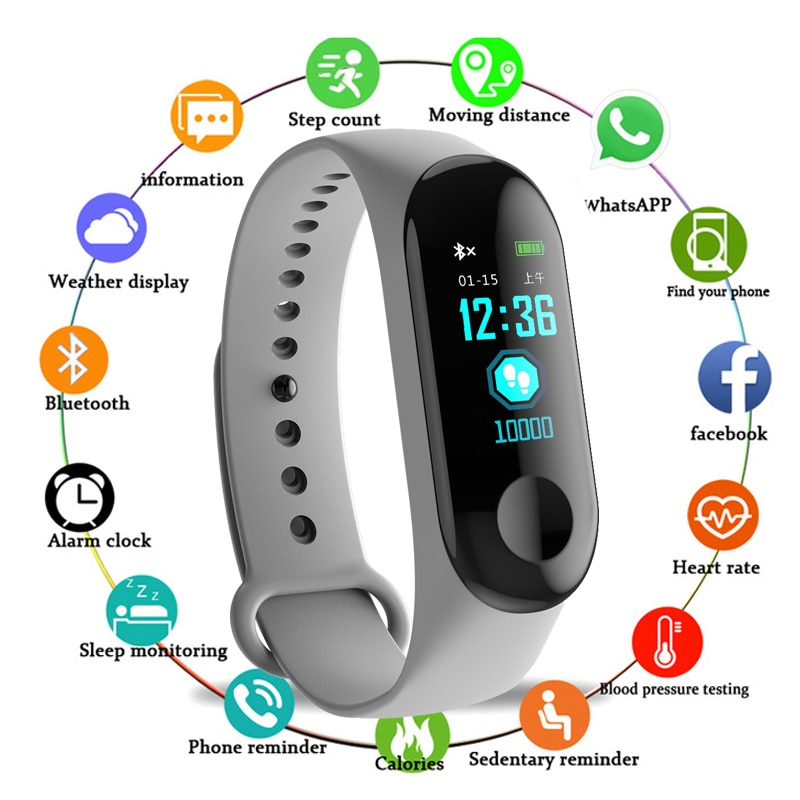 Step count
Moving distance
information
WhatsAPP
Weather display
Find your phone
01-15 上午
12:36
10000
Bluetooth
facebook
Alarm clock
Heart rate
z z z
Sleep monitoring
Blood pressure testing
Phone reminder
Calories
Sedentary reminder